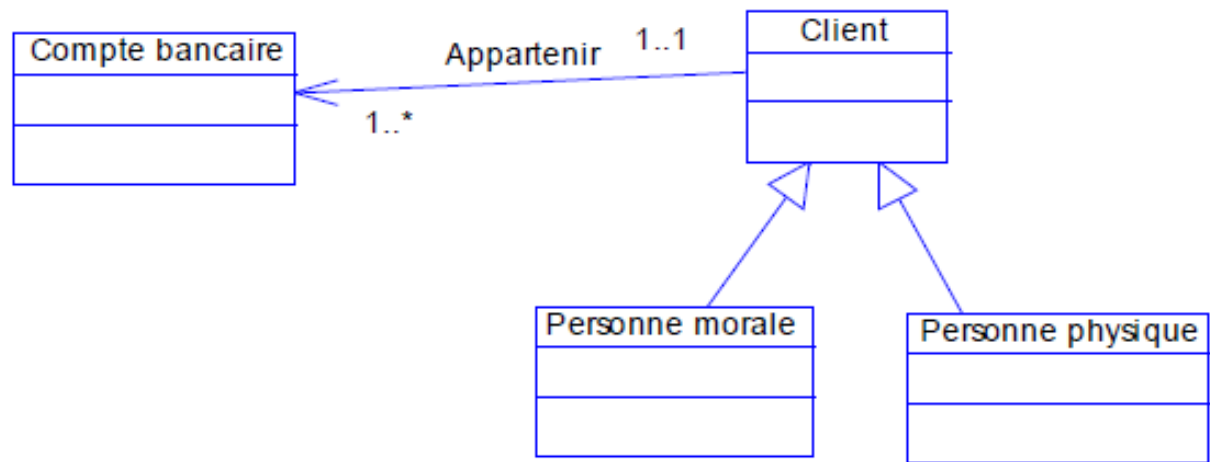 Compte bancaire
Appartenir
1..1
Client
1..*
Personne morale
Personne physique